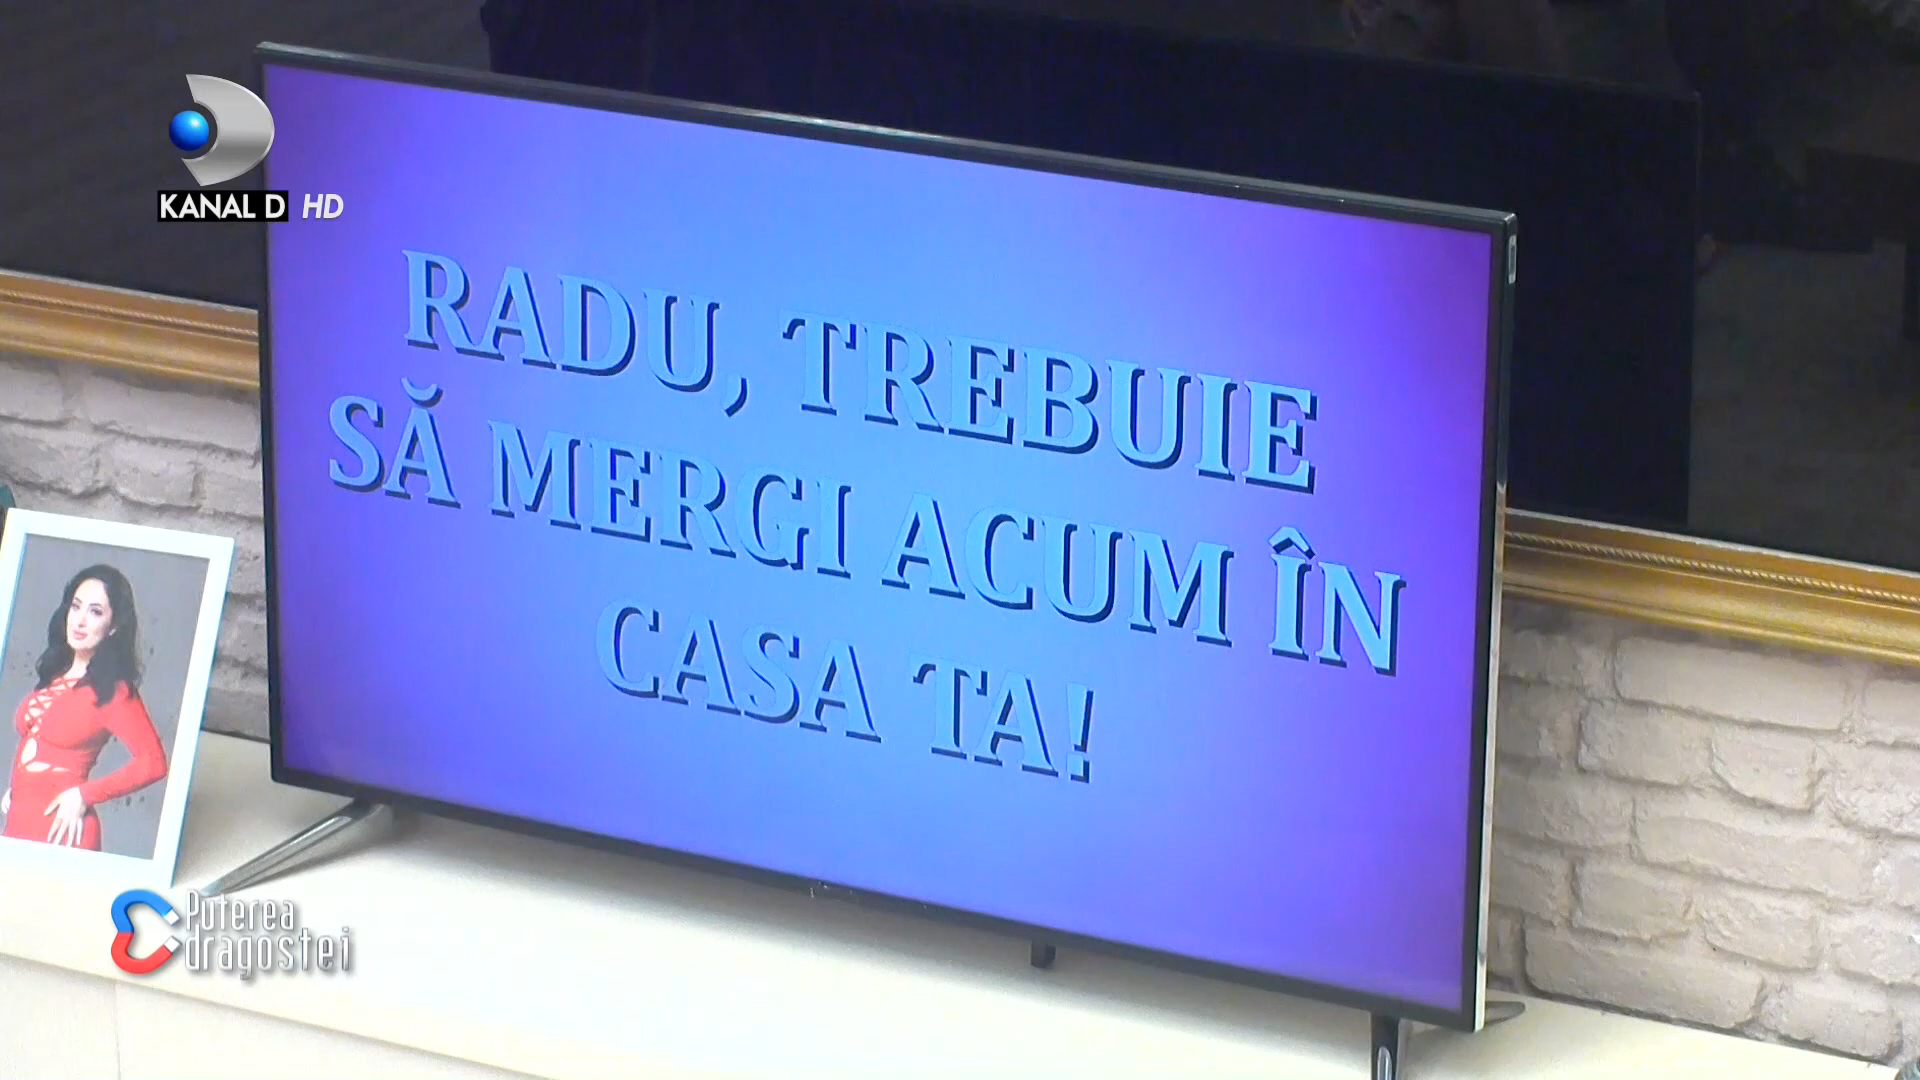 KANAL D HD
RADU, TREBUIE
SĂ MERGI ACUM ÎN
CASA TA!
Puterea
dragostei